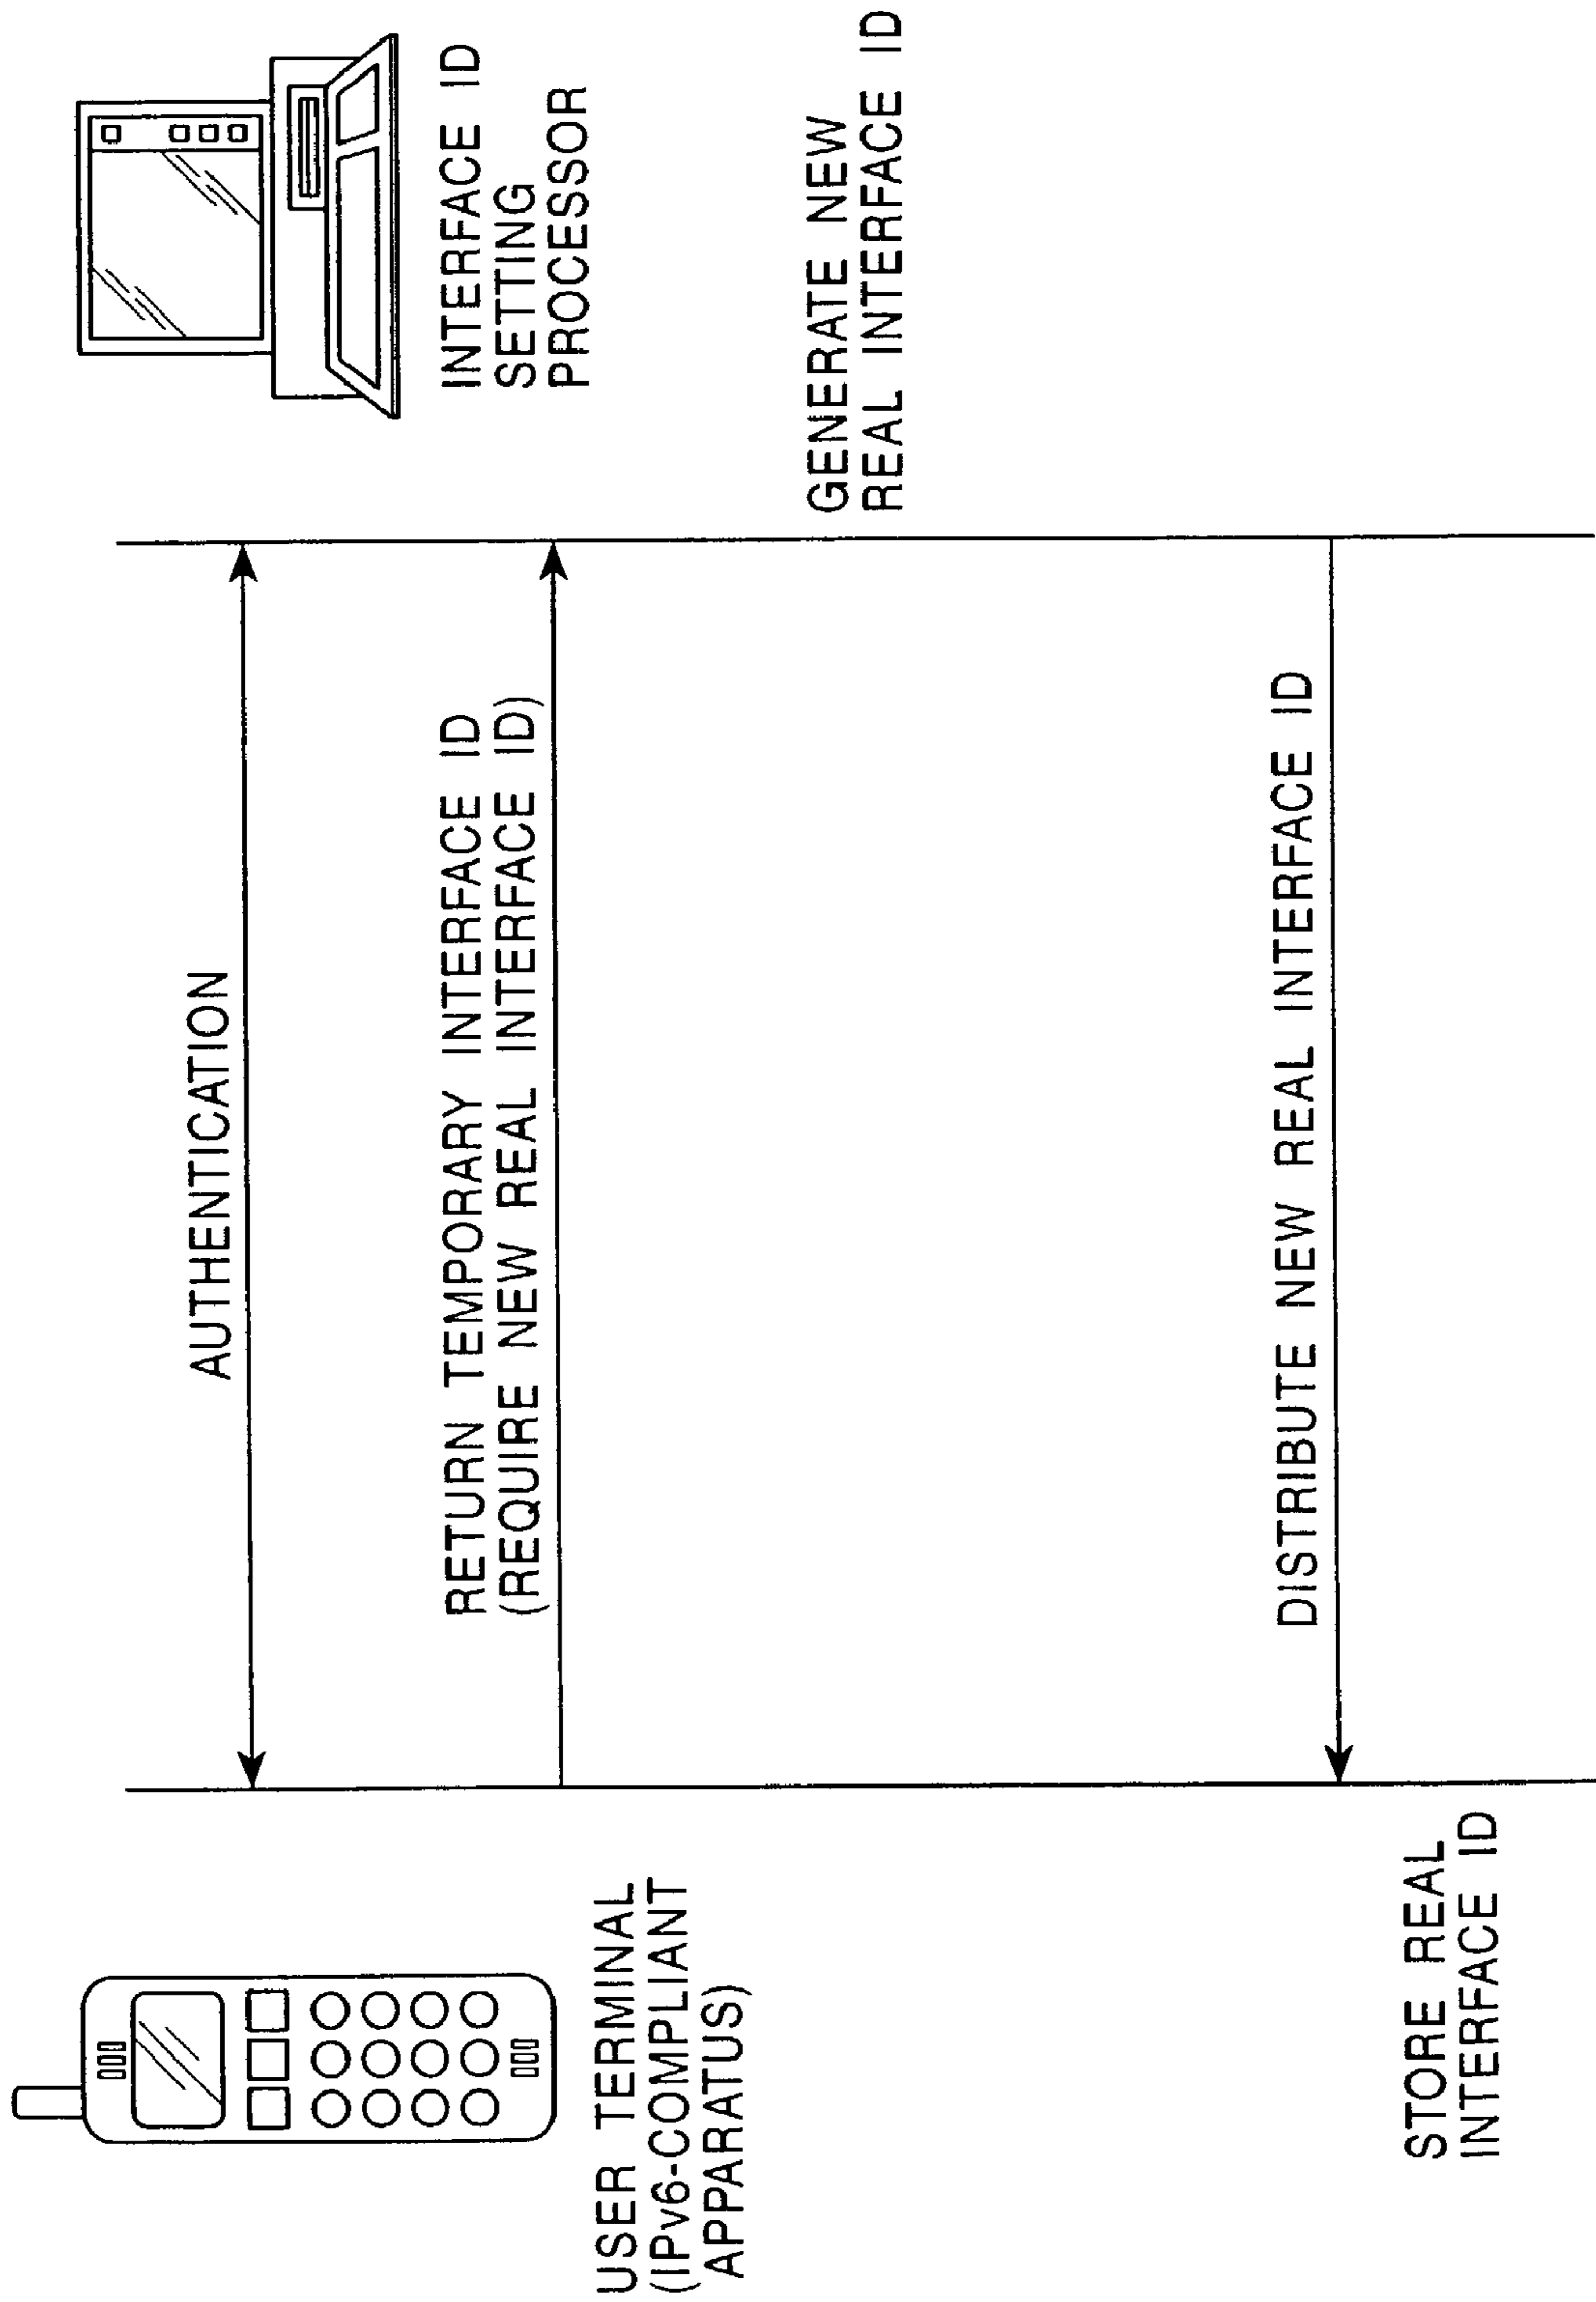 USER TERMINAL
(IPv6-COMPLIANT
APPARATUS)
INTERFACE ID
SETTING
PROCESSOR
AUTHENTICATION
RETURN TEMPORARY INTERFACE ID
(REQUIRE NEW REAL INTERFACE ID)
GENERATE NEW
REAL INTERFACE ID
DISTRIBUTE NEW REAL INTERFACE ID
STORE REAL
INTERFACE ID